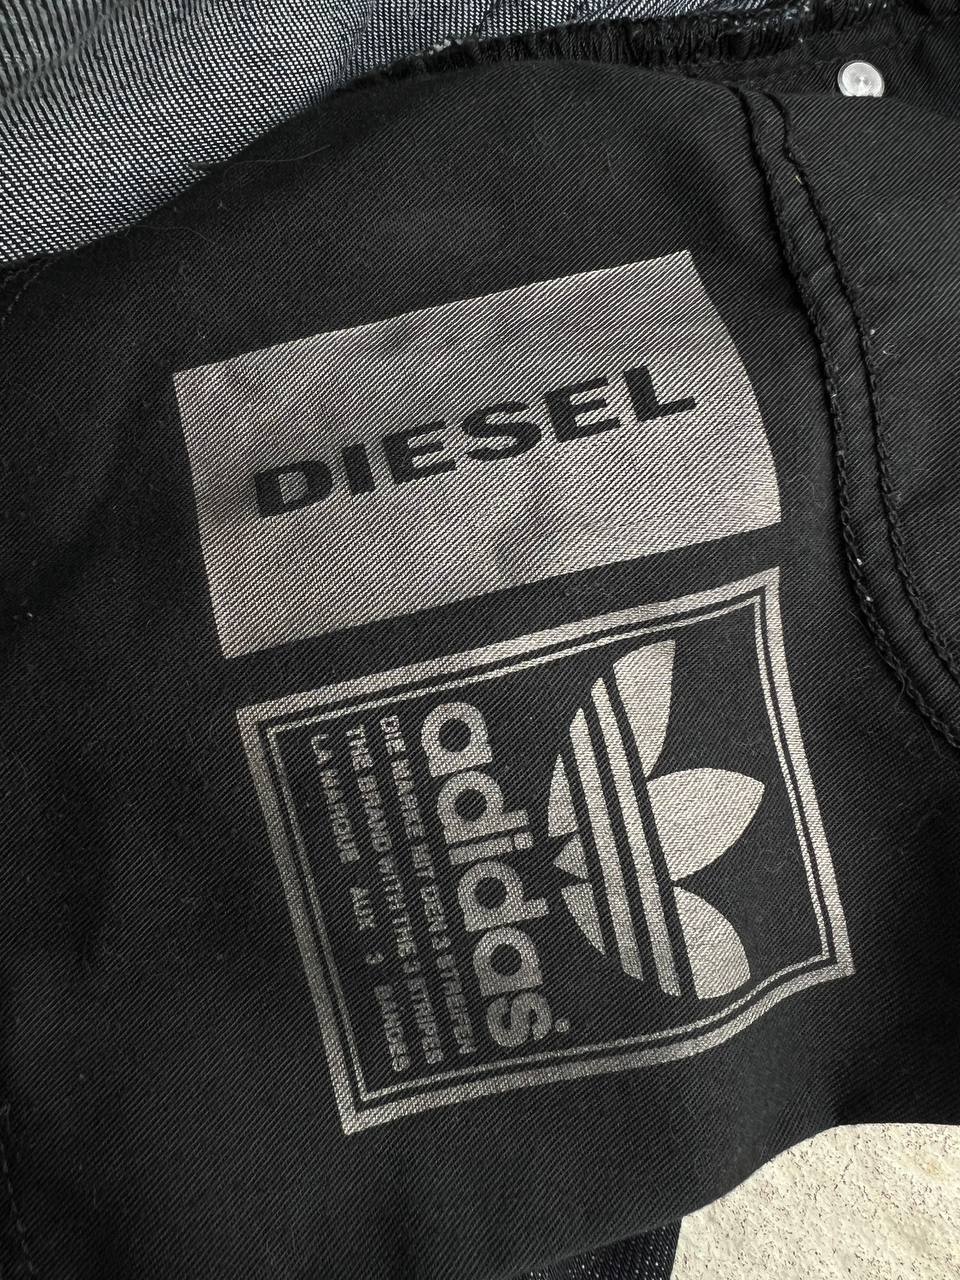 DIESEL
adidas®
DIE MARKE MIT DEN 3 STREIFEN
THE BRAND WITH THE 3 STRIPES
LA MARQUE AUX 3 BANDES